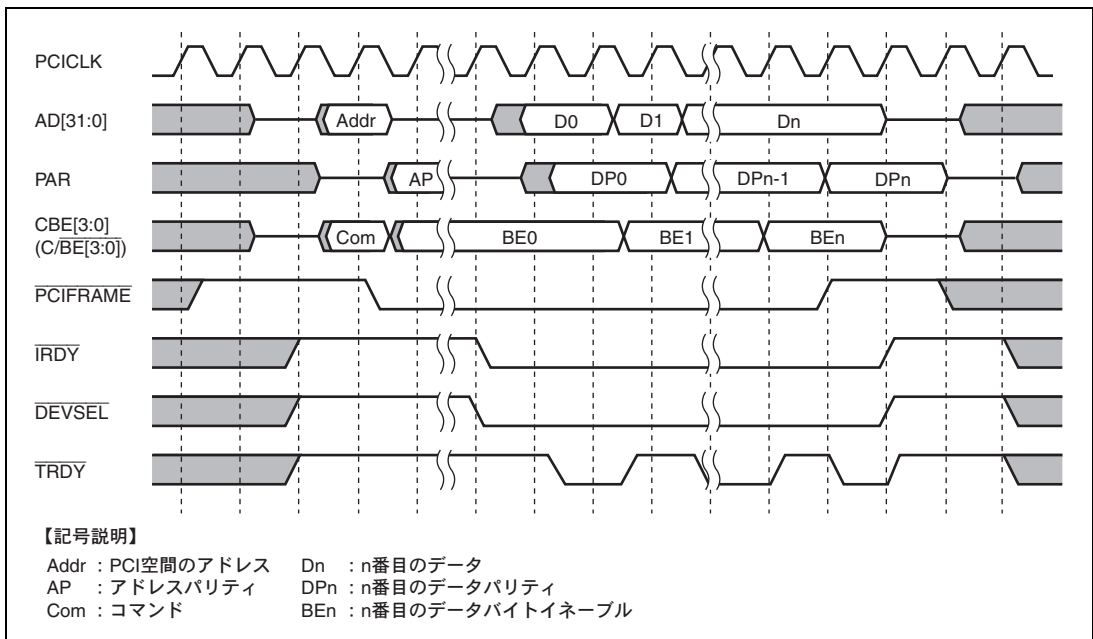 PCICLK
AD[31:0] Addr D0 D1 Dn
PAR AP DP0 DPn-1 DPn
CBE[3:0]
(C/BE[3:0]) Com BE0 BE1 BEn
PCIFRAME
IRDY
DEVSEL
TRDY
【記号説明】
Addr：PCI空間のアドレス Dn：n番目のデータ
AP：アドレスパリティ DPn：n番目のデータパリティ
Com：コマンド BEn：n番目のデータバイトイネーブル